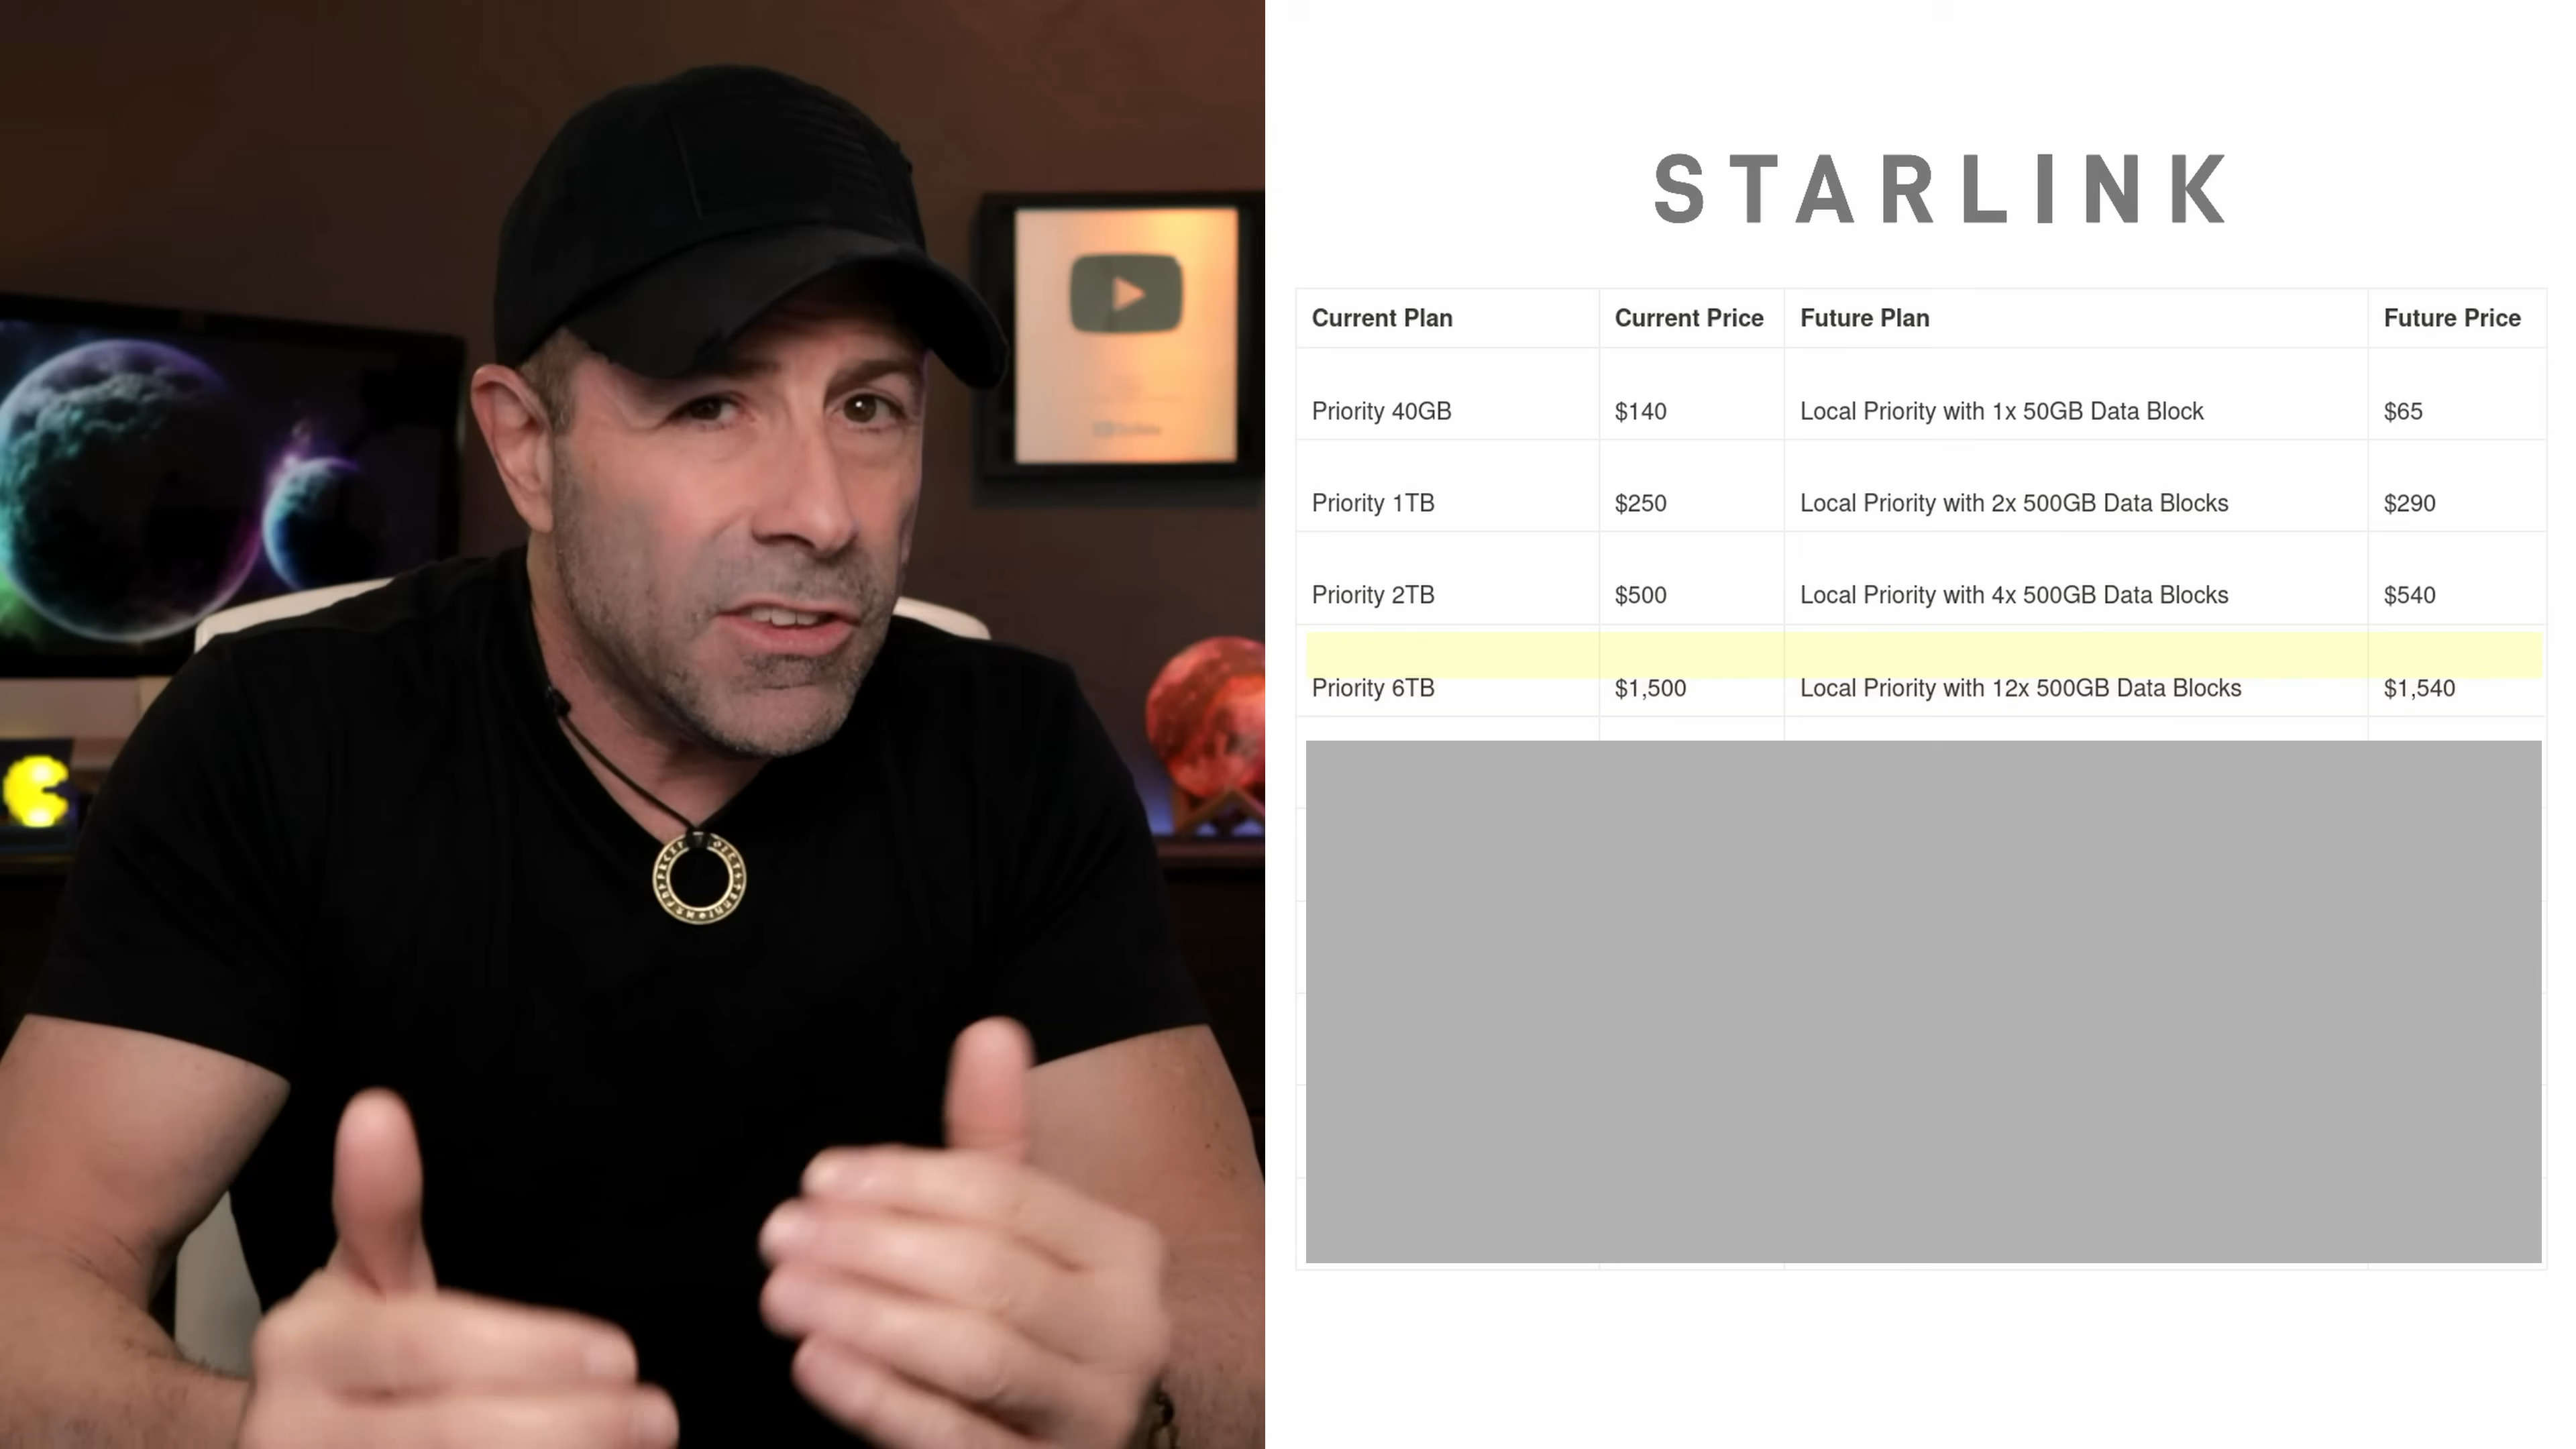 STARLINK
Current Plan Current Price Future Plan Future Price
Priority 40GB $140 Local Priority with 1x 50GB Data Block $65
Priority 1TB $250 Local Priority with 2x 500GB Data Blocks $290
Priority 2TB $500 Local Priority with 4x 500GB Data Blocks $540
Priority 6TB $1,500 Local Priority with 12x 500GB Data Blocks $1,540